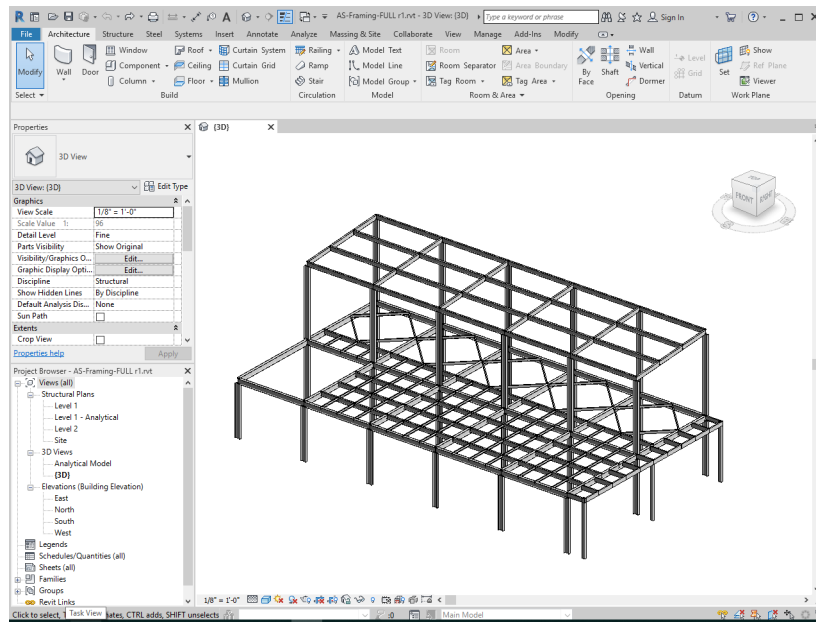 AS-Framing-FULL r1.rvt - 3D View: {3D}
Type a keyword or phrase
Sign In
File Architecture Structure Steel Systems Insert Annotate Analyze Massing & Site Collaborate View Manage Add-Ins Modify
Modify
Wall
Door
Window
Component
Column
Roof
Ceiling
Floor
Curtain System
Curtain Grid
Mullion
Railing
Ramp
Stair
Model Text
Model Line
Model Group
Room
Room Separator
Tag Room
Area
Area Boundary
Tag Area
By
Face
Shaft
Wall
Vertical
Dormer
Level
Grid
Set
Show
Ref Plane
Viewer
Select
Build
Circulation
Model
Room & Area
Opening
Datum
Work Plane
Properties
{3D}
3D View
3D View: {3D}
Edit Type
Graphics
View Scale 1/8" = 1'-0"
Scale Value 1: 96
Detail Level Fine
Parts Visibility Show Original
Visibility/Graphics O... Edit...
Graphic Display Opti... Edit...
Discipline Structural
Show Hidden Lines By Discipline
Default Analysis Dis... None
Sun Path
Extents
Crop View
Properties help
Apply
Project Browser - AS-Framing-FULL r1.rvt
Views (all)
Structural Plans
Level 1
Level 1 - Analytical
Level 2
Site
3D Views
Analytical Model
{3D}
Elevations (Building Elevation)
East
North
South
West
Legends
Schedules/Quantities (all)
Sheets (all)
Families
Groups
Revit Links
TOP
FRONT
RIGHT
1/8" = 1'-0"
Click to select,
Task View
ates, CTRL adds, SHIFT unselects
:0
Main Model